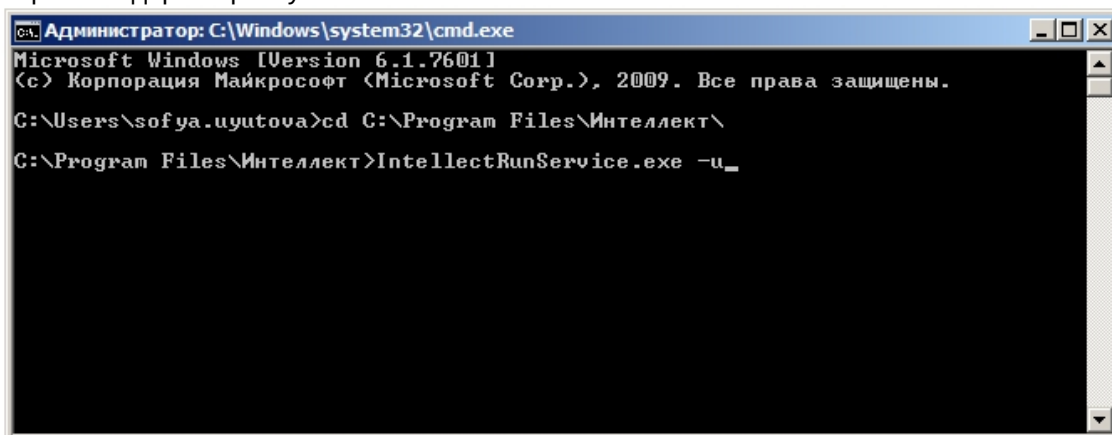 Администратор: C:\Windows\system32\cmd.exe
Microsoft Windows [Version 6.1.7601]
(c) Корпорация Майкрософт (Microsoft Corp.), 2009. Все права защищены.
C:\Users\sofya.uyutova>cd C:\Program Files\Интеллект\
C:\Program Files\Интеллект>IntellectRunService.exe -u_